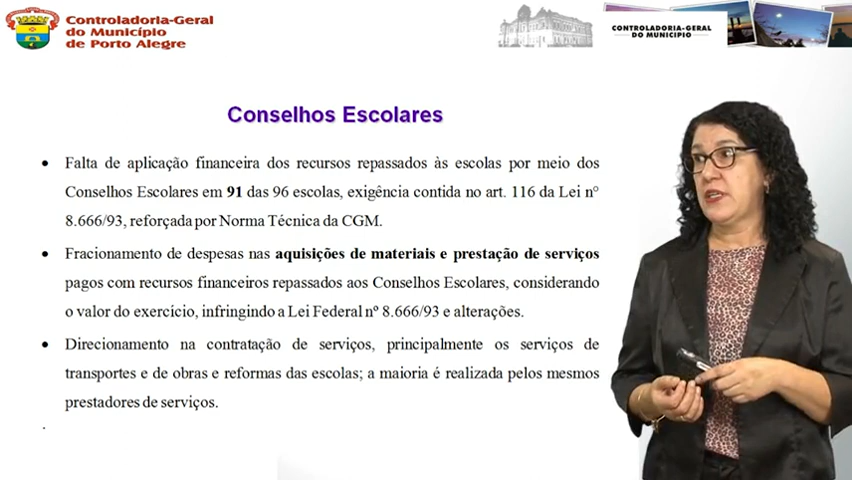 Controladoria-Geral
do Município
de Porto Alegre
CONTROLADORIA-GERAL
DO MUNICÍPIO
Conselhos Escolares
• Falta de aplicação financeira dos recursos repassados às escolas por meio dos
Conselhos Escolares em 91 das 96 escolas, exigência contida no art. 116 da Lei n°
8.666/93, reforçada por Norma Técnica da CGM.
• Fracionamento de despesas nas aquisições de materiais e prestação de serviços
pagos com recursos financeiros repassados aos Conselhos Escolares, considerando
o valor do exercício, infringindo a Lei Federal nº 8.666/93 e alterações.
• Direcionamento na contratação de serviços, principalmente os serviços de
transportes e de obras e reformas das escolas; a maioria é realizada pelos mesmos
prestadores de serviços.
.